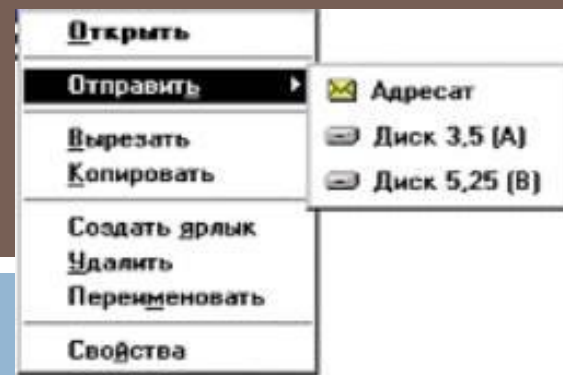 Открыть
Отправить
Вырезать
Копировать
Создать ярлык
Удалить
Переименовать
Свойства
Адресат
Диск 3,5 (A)
Диск 5,25 (B)